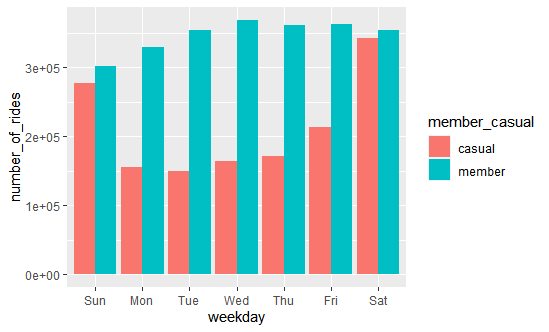 number_of_rides
3e+05
2e+05
1e+05
0e+00
Sun Mon Tue Wed Thu Fri Sat
weekday
member_casual
casual
member